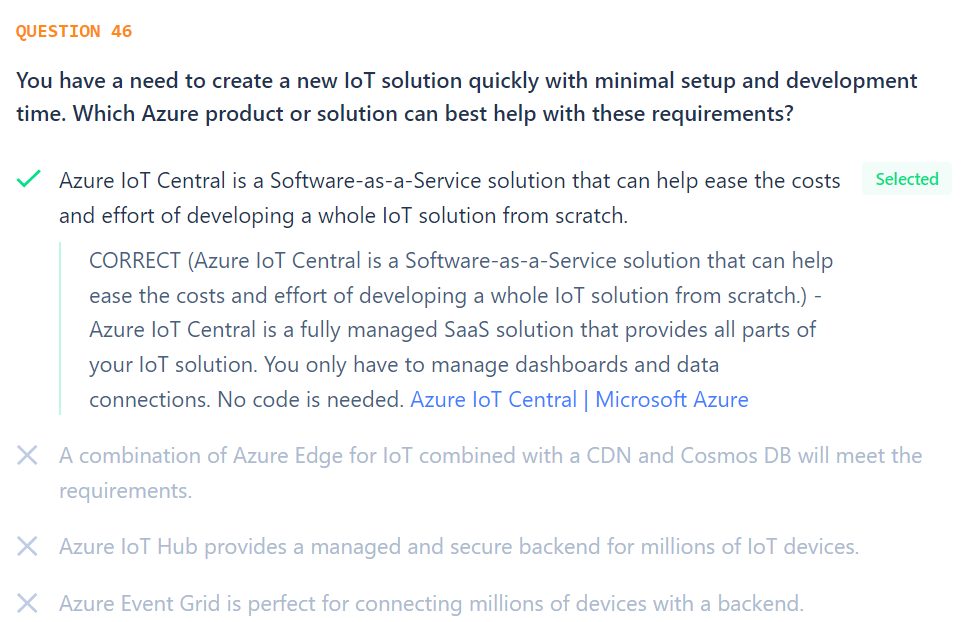 QUESTION 46
You have a need to create a new IoT solution quickly with minimal setup and development
time. Which Azure product or solution can best help with these requirements?
Azure IoT Central is a Software-as-a-Service solution that can help ease the costs
and effort of developing a whole IoT solution from scratch.
Selected
CORRECT (Azure IoT Central is a Software-as-a-Service solution that can help
ease the costs and effort of developing a whole IoT solution from scratch.) -
Azure IoT Central is a fully managed SaaS solution that provides all parts of
your IoT solution. You only have to manage dashboards and data
connections. No code is needed. Azure IoT Central | Microsoft Azure
A combination of Azure Edge for IoT combined with a CDN and Cosmos DB will meet the
requirements.
Azure IoT Hub provides a managed and secure backend for millions of IoT devices.
Azure Event Grid is perfect for connecting millions of devices with a backend.